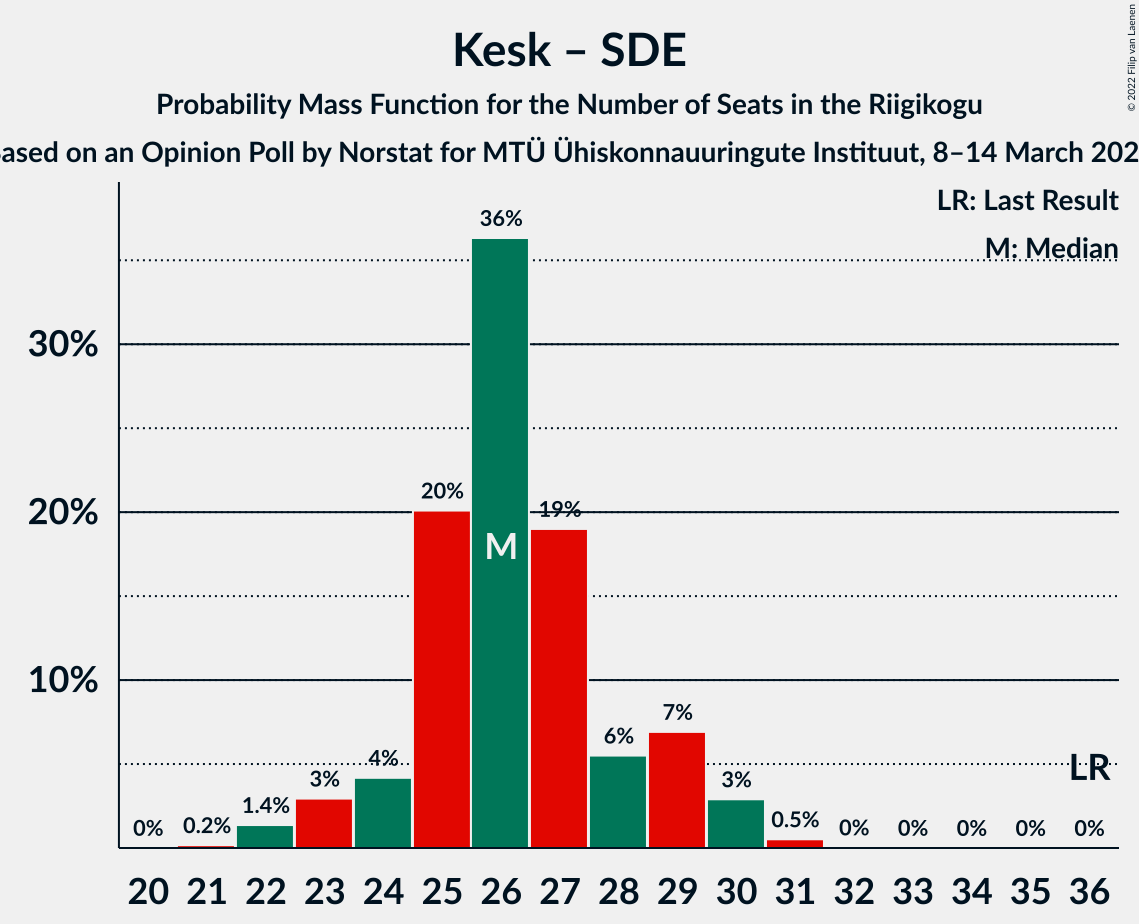 Kesk – SDE
Probability Mass Function for the Number of Seats in the Riigikogu
ased on an Opinion Poll by Norstat for MTÜ Ühiskonnauuringute Instituut, 8–14 March 202
© 2022 Filip van Laenen
LR: Last Result
M: Median
36%
30%
20%
20%
19%
M
10%
7%
6%
LR
4%
3%
3%
1.4%
0.5%
0.2%
0%
0% 0% 0% 0% 0%
20 21 22 23 24 25 26 27 28 29 30 31 32 33 34 35 36